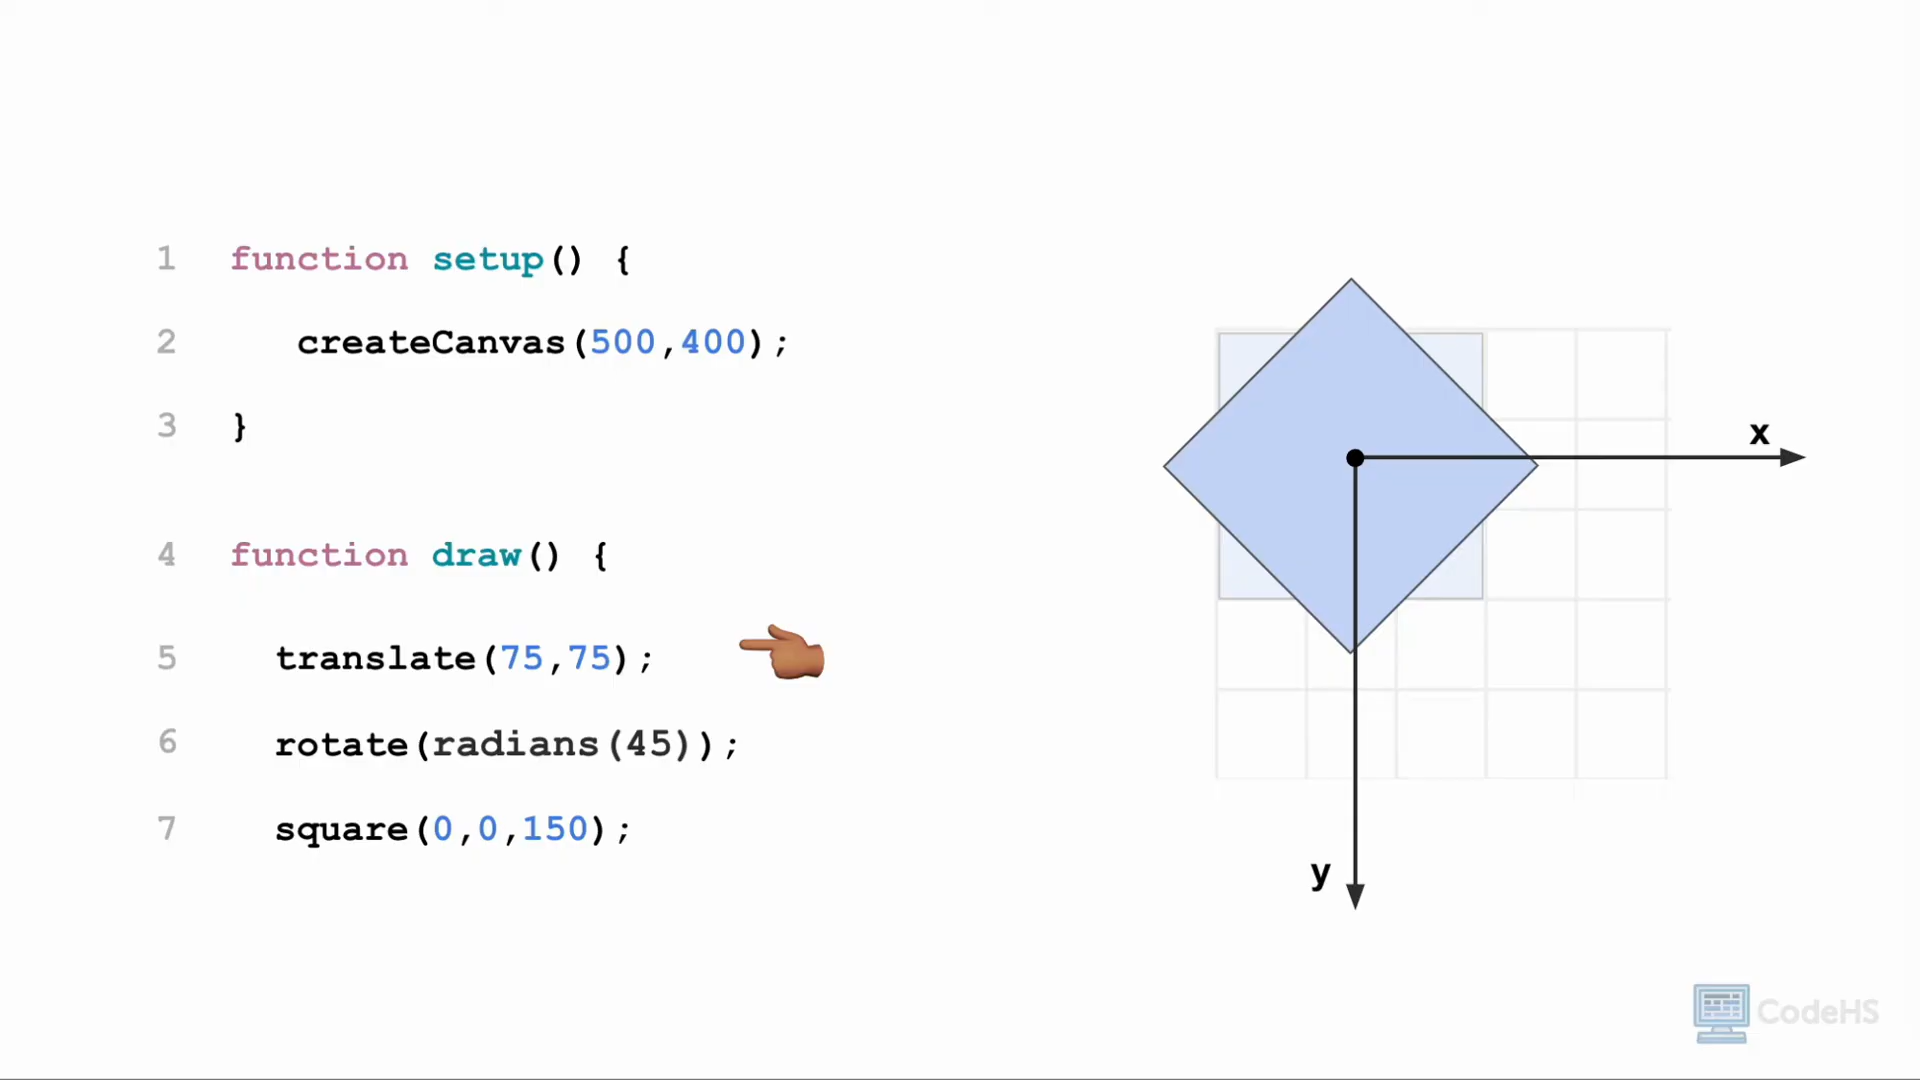 1 function setup() {
2 createCanvas(500,400);
3 }
4 function draw() {
5 translate(75,75);
6 rotate(radians(45));
7 square(0,0,150);
x
y
CodeHS